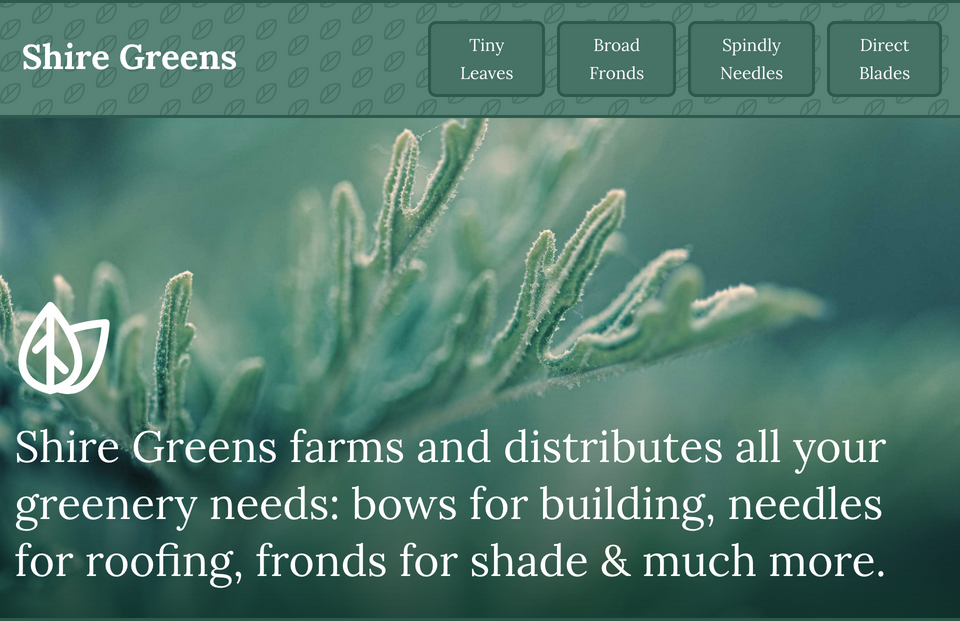 Shire Greens
Tiny
Leaves
Broad
Fronds
Spindly
Needles
Direct
Blades
Shire Greens farms and distributes all your
greenery needs: bows for building, needles
for roofing, fronds for shade & much more.